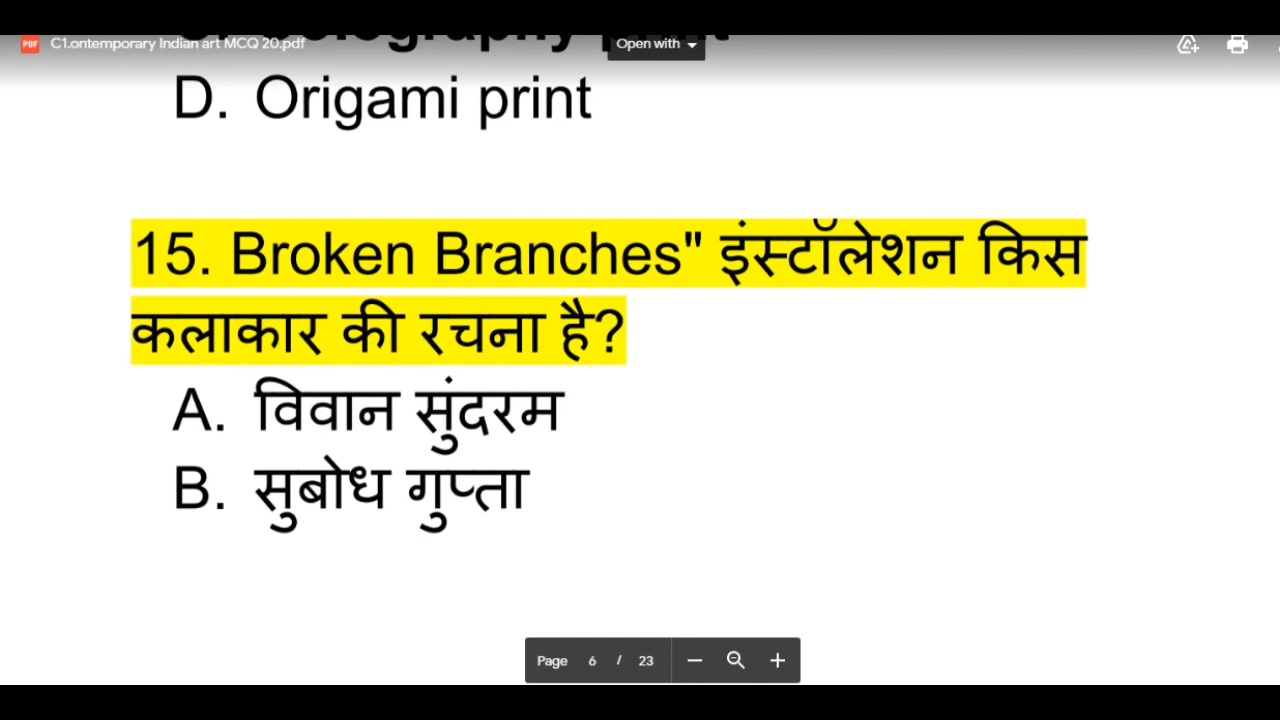 C1.ontemporary Indian art MCQ 20.pdf
Open with
D. Origami print
15. Broken Branches" इंस्टॉलेशन किस
कलाकार की रचना है?
A. विवान सुंदरम
B. सुबोध गुप्ता
Page 6 / 23